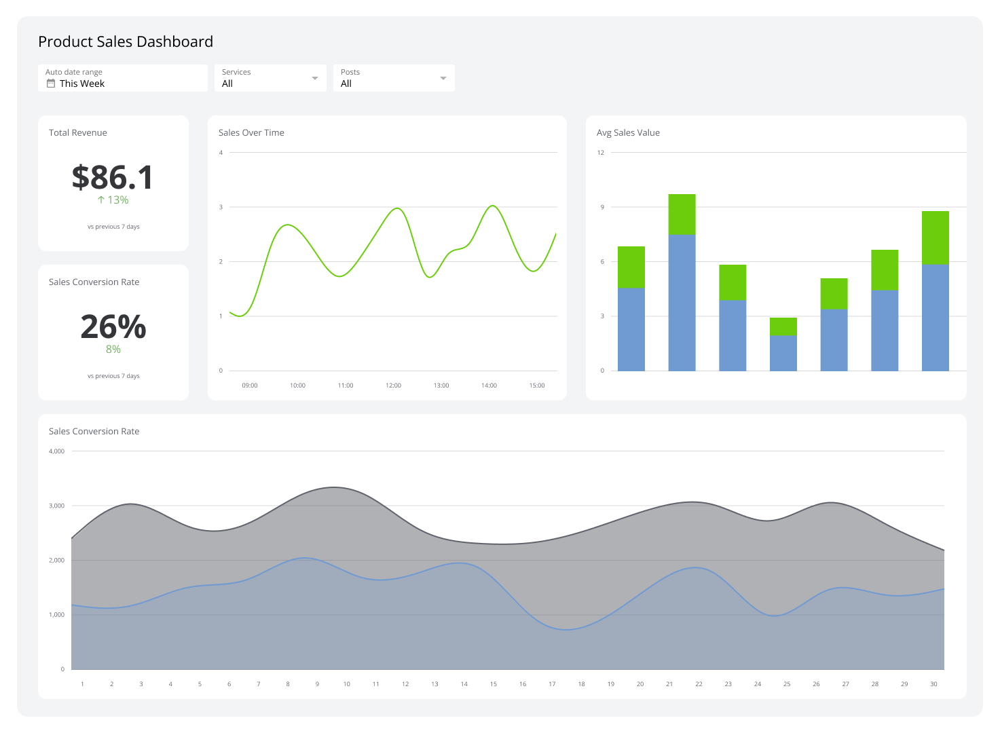 Product Sales Dashboard
Auto date range
This Week
Services
All
Posts
All
Total Revenue
$86.1
↑ 13%
vs previous 7 days
Sales Conversion Rate
26%
8%
vs previous 7 days
Sales Over Time
4
3
2
1
0
09:00 10:00 11:00 12:00 13:00 14:00 15:00
Avg Sales Value
12
9
6
3
0
Sales Conversion Rate
4,000
3,000
2,000
1,000
0
1 2 3 4 5 6 7 8 9 10 11 12 13 14 15 16 17 19 20 21 22 23 24 25 26 27 28 29 30